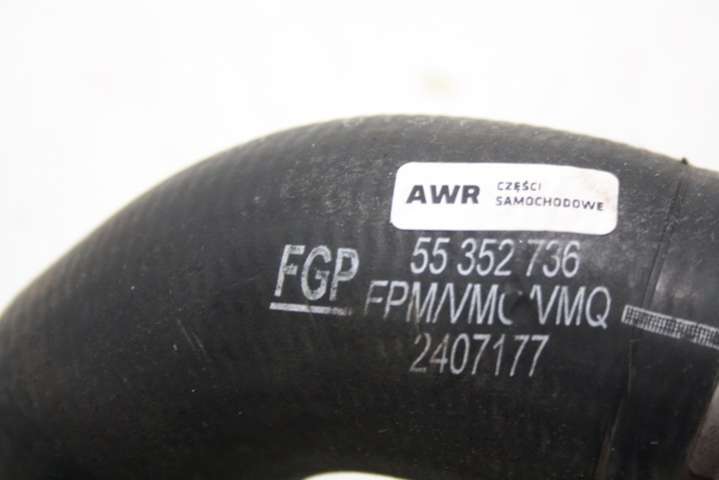 AWR CZĘŚCI
SAMOCHODOWE
55 352 736
FGP
FPM/VMQ/VMQ
2407177